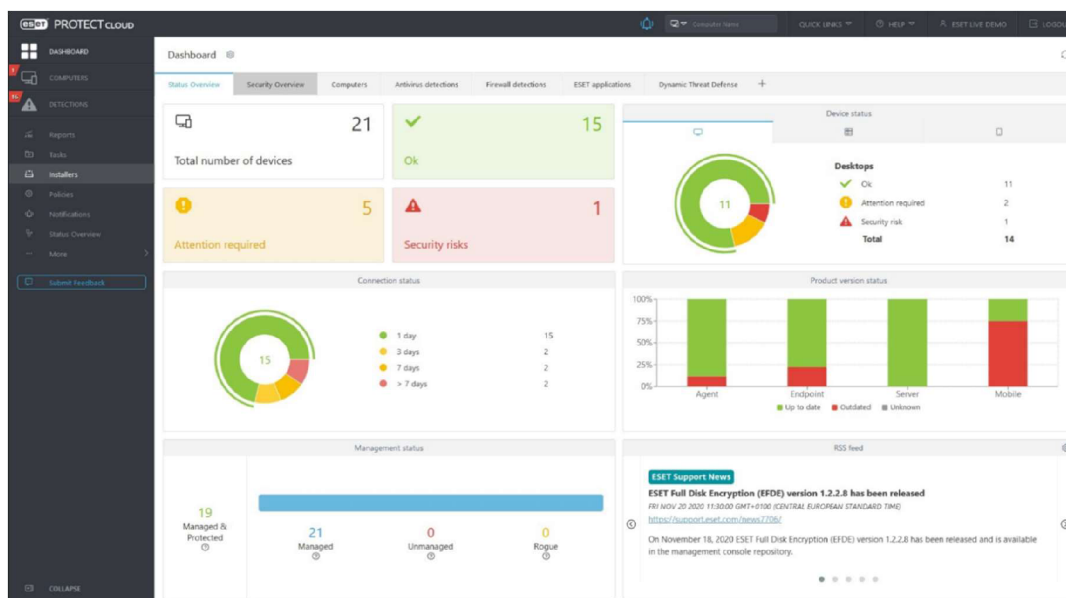 eset PROTECT CLOUD
Computer Name
QUICK LINKS
HELP
ESET LIVE DEMO
LOGOU
DASHBOARD
COMPUTERS
DETECTIONS
Reports
Tasks
Installers
Policies
Notifications
Status Overview
More
Submit Feedback
COLLAPSE
Dashboard
Status Overview Security Overview Computers Antivirus detections Firewall detections ESET applications Dynamic Threat Defense +
21
Total number of devices
15
Ok
5
Attention required
1
Security risks
Device status
11
Desktops
Ok 11
Attention required 2
Security risk 1
Total 14
Connection status
15
1 day 15
3 days 2
7 days 2
> 7 days 2
Product version status
100%
75%
50%
25%
0%
Agent Endpoint Server Mobile
Up to date Outdated Unknown
Management status
19
Managed &
Protected
21
Managed
0
Unmanaged
0
Rogue
RSS feed
ESET Support News
ESET Full Disk Encryption (EFDE) version 1.2.2.8 has been released
FRI NOV 20 2020 11:30:00 GMT+0100 (CENTRAL EUROPEAN STANDARD TIME)
https://support.eset.com/news7706/
On November 18, 2020 ESET Full Disk Encryption (EFDE) version 1.2.2.8 has been released and is available
in the management console repository.